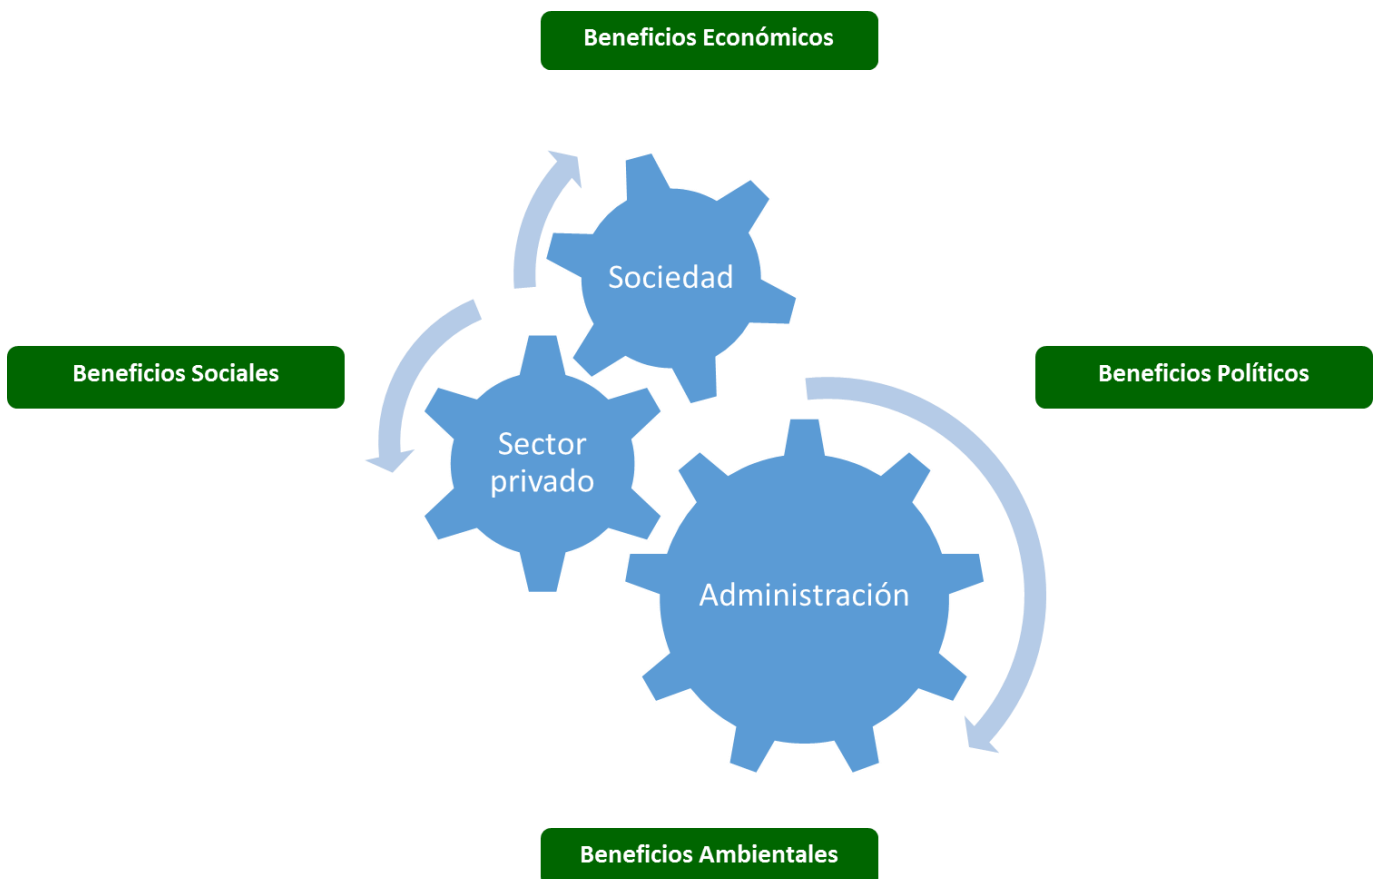 Beneficios Económicos
Sociedad
Beneficios Sociales
Beneficios Políticos
Sector
privado
Administración
Beneficios Ambientales